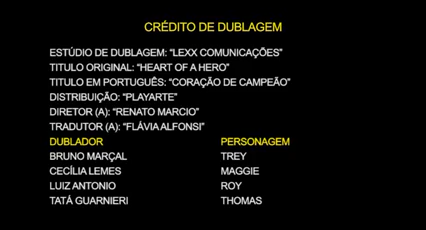 CRÉDITO DE DUBLAGEM
ESTÚDIO DE DUBLAGEM: “LEXX COMUNICAÇÕES”
TITULO ORIGINAL: “HEART OF A HERO”
TITULO EM PORTUGUÊS: “CORAÇÃO DE CAMPEÃO”
DISTRIBUIÇÃO: “PLAYARTE”
DIRETOR (A): “RENATO MARCIO”
TRADUTOR (A): “FLÁVIA ALFONSI”
DUBLADOR PERSONAGEM
BRUNO MARÇAL TREY
CECÍLIA LEMES MAGGIE
LUIZ ANTONIO ROY
TATÁ GUARNIERI THOMAS